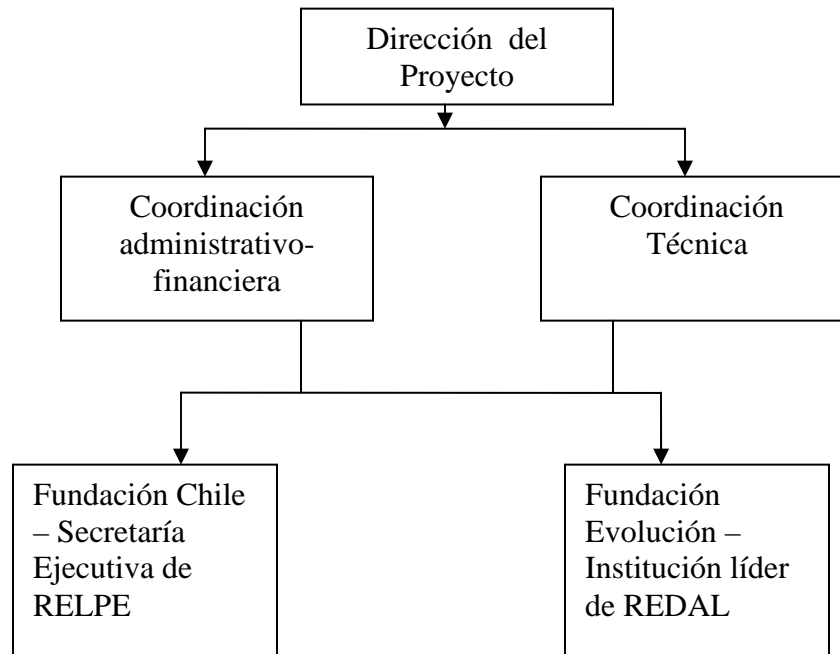 Dirección del
Proyecto
Coordinación
administrativo-
financiera
Coordinación
Técnica
Fundación Chile
– Secretaría
Ejecutiva de
RELPE
Fundación
Evolución –
Institución líder
de REDAL